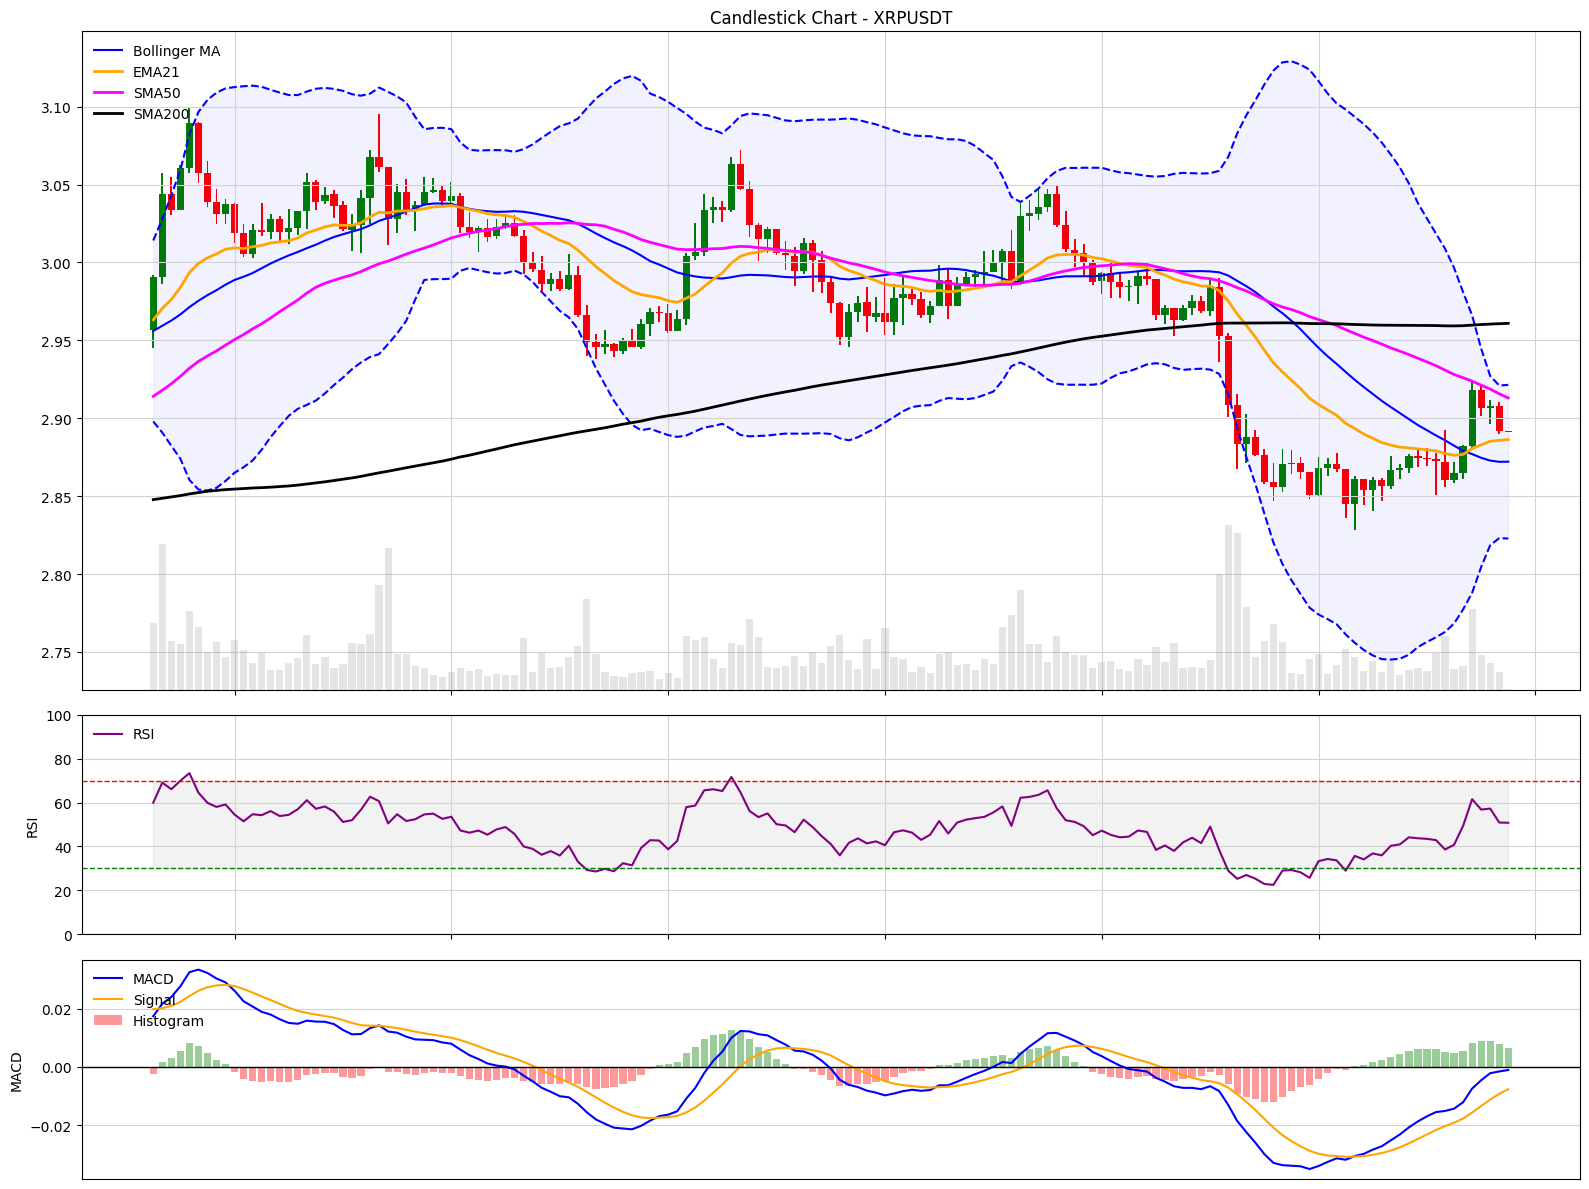 Candlestick Chart - XRPUSDT
Bollinger MA
EMA21
SMA50
SMA200
3.10
3.05
3.00
2.95
2.90
2.85
2.80
2.75
RSI
100
80
60
40
20
0
RSI
MACD
Signal
Histogram
0.02
0.00
−0.02
MACD